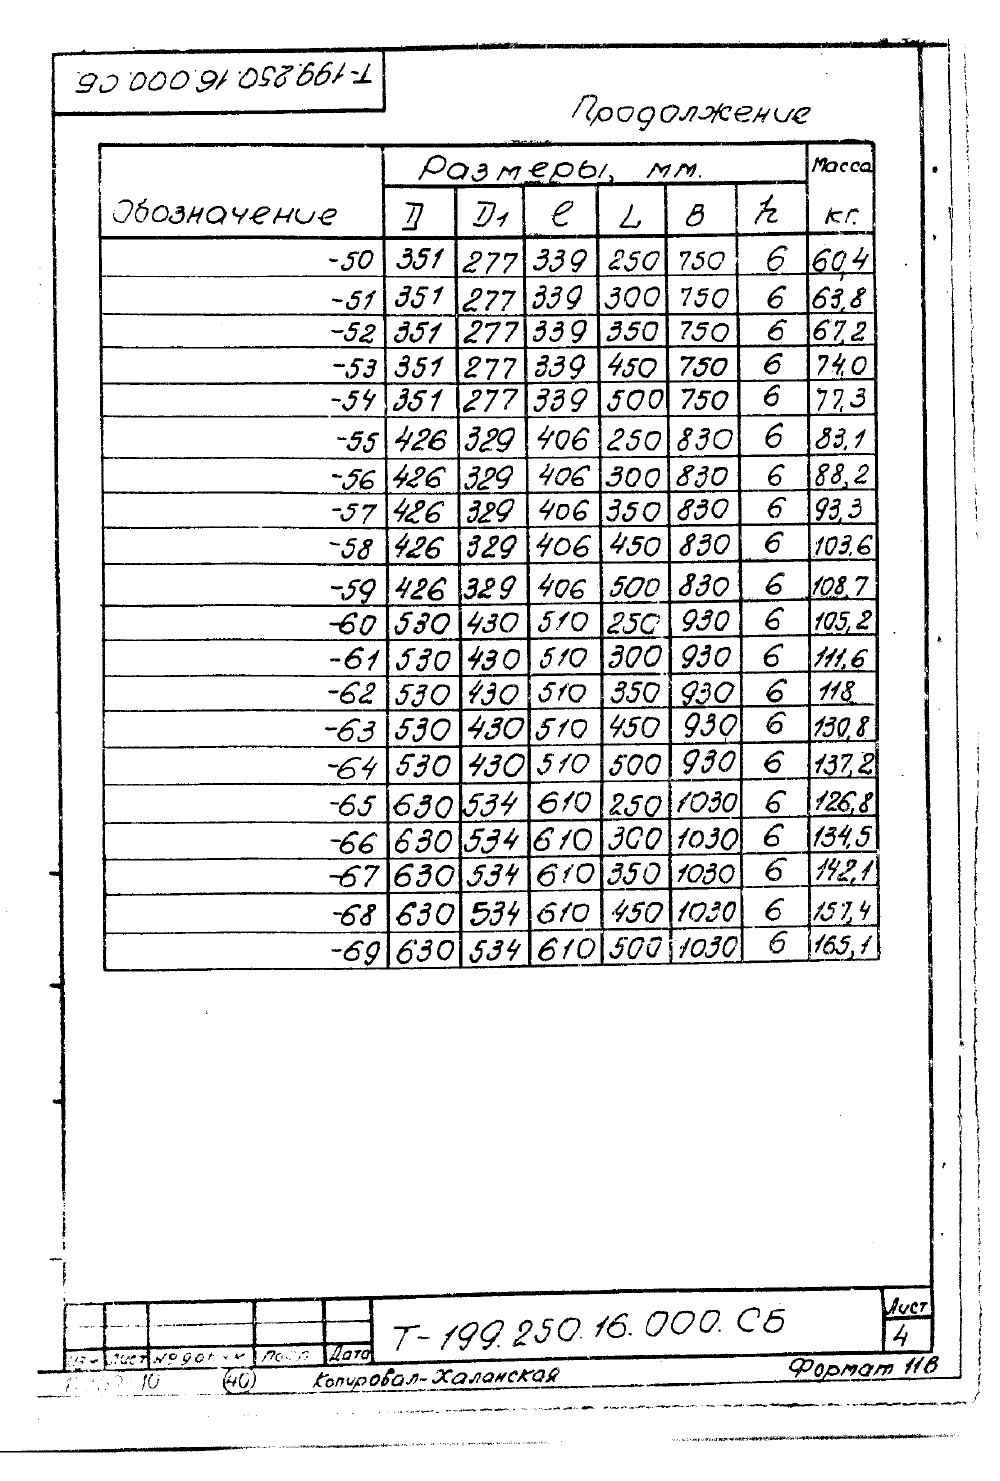 Т-199.250.16.000.СБ
Продолжение
Обозначение Размеры, мм. Масса кг.
D D1 ℓ L B h
-50 351 277 339 250 750 6 60,4
-51 351 277 339 300 750 6 63,8
-52 351 277 339 350 750 6 67,2
-53 351 277 339 450 750 6 74,0
-54 351 277 339 500 750 6 77,3
-55 426 329 406 250 830 6 83,1
-56 426 329 406 300 830 6 88,2
-57 426 329 406 350 830 6 93,3
-58 426 329 406 450 830 6 103,6
-59 426 329 406 500 830 6 108,7
-60 530 430 510 250 930 6 105,2
-61 530 430 510 300 930 6 111,6
-62 530 430 510 350 930 6 118
-63 530 430 510 450 930 6 130,8
-64 530 430 510 500 930 6 137,2
-65 630 534 610 250 1030 6 126,8
-66 630 534 610 300 1030 6 134,5
-67 630 534 610 350 1030 6 142,1
-68 630 534 610 450 1030 6 157,4
-69 630 534 610 500 1030 6 165,1
Т-199.250.16.000.СБ
Лист
4
Лист Дата
10 (40) Копировал-Халанская Формат 11В